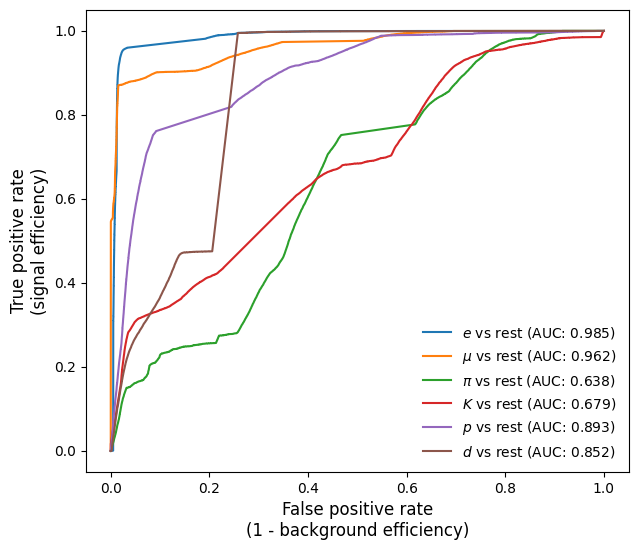 1.0
0.8
0.6
0.4
0.2
0.0
True positive rate
(signal efficiency)
e vs rest (AUC: 0.985)
μ vs rest (AUC: 0.962)
π vs rest (AUC: 0.638)
K vs rest (AUC: 0.679)
p vs rest (AUC: 0.893)
d vs rest (AUC: 0.852)
0.0 0.2 0.4 0.6 0.8 1.0
False positive rate
(1 - background efficiency)